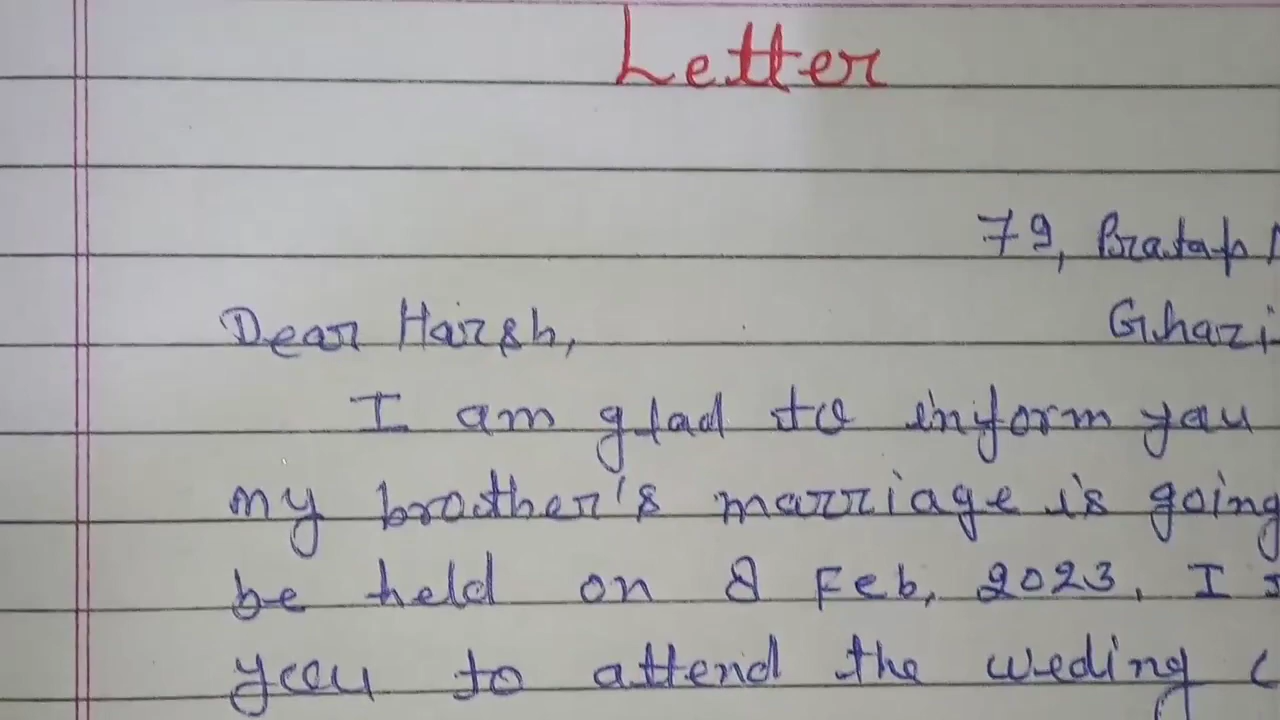 Letter
79, Pratap
Dear Harsh,
Ghazi
I am glad to inform you
my brother's marriage is going
be held on 8 Feb, 2023. I
you to attend the weding